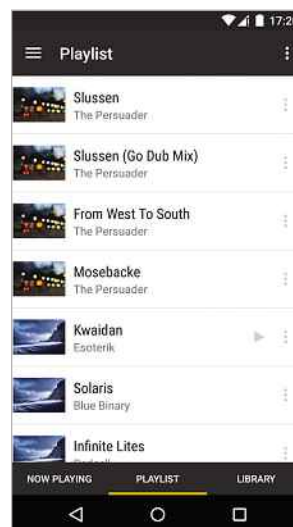 17:20
Playlist
Slussen
The Persuader
Slussen (Go Dub Mix)
The Persuader
From West To South
The Persuader
Mosebacke
The Persuader
Kwaidan
Esoterik
Solaris
Blue Binary
Infinite Lites
NOW PLAYING PLAYLIST LIBRARY